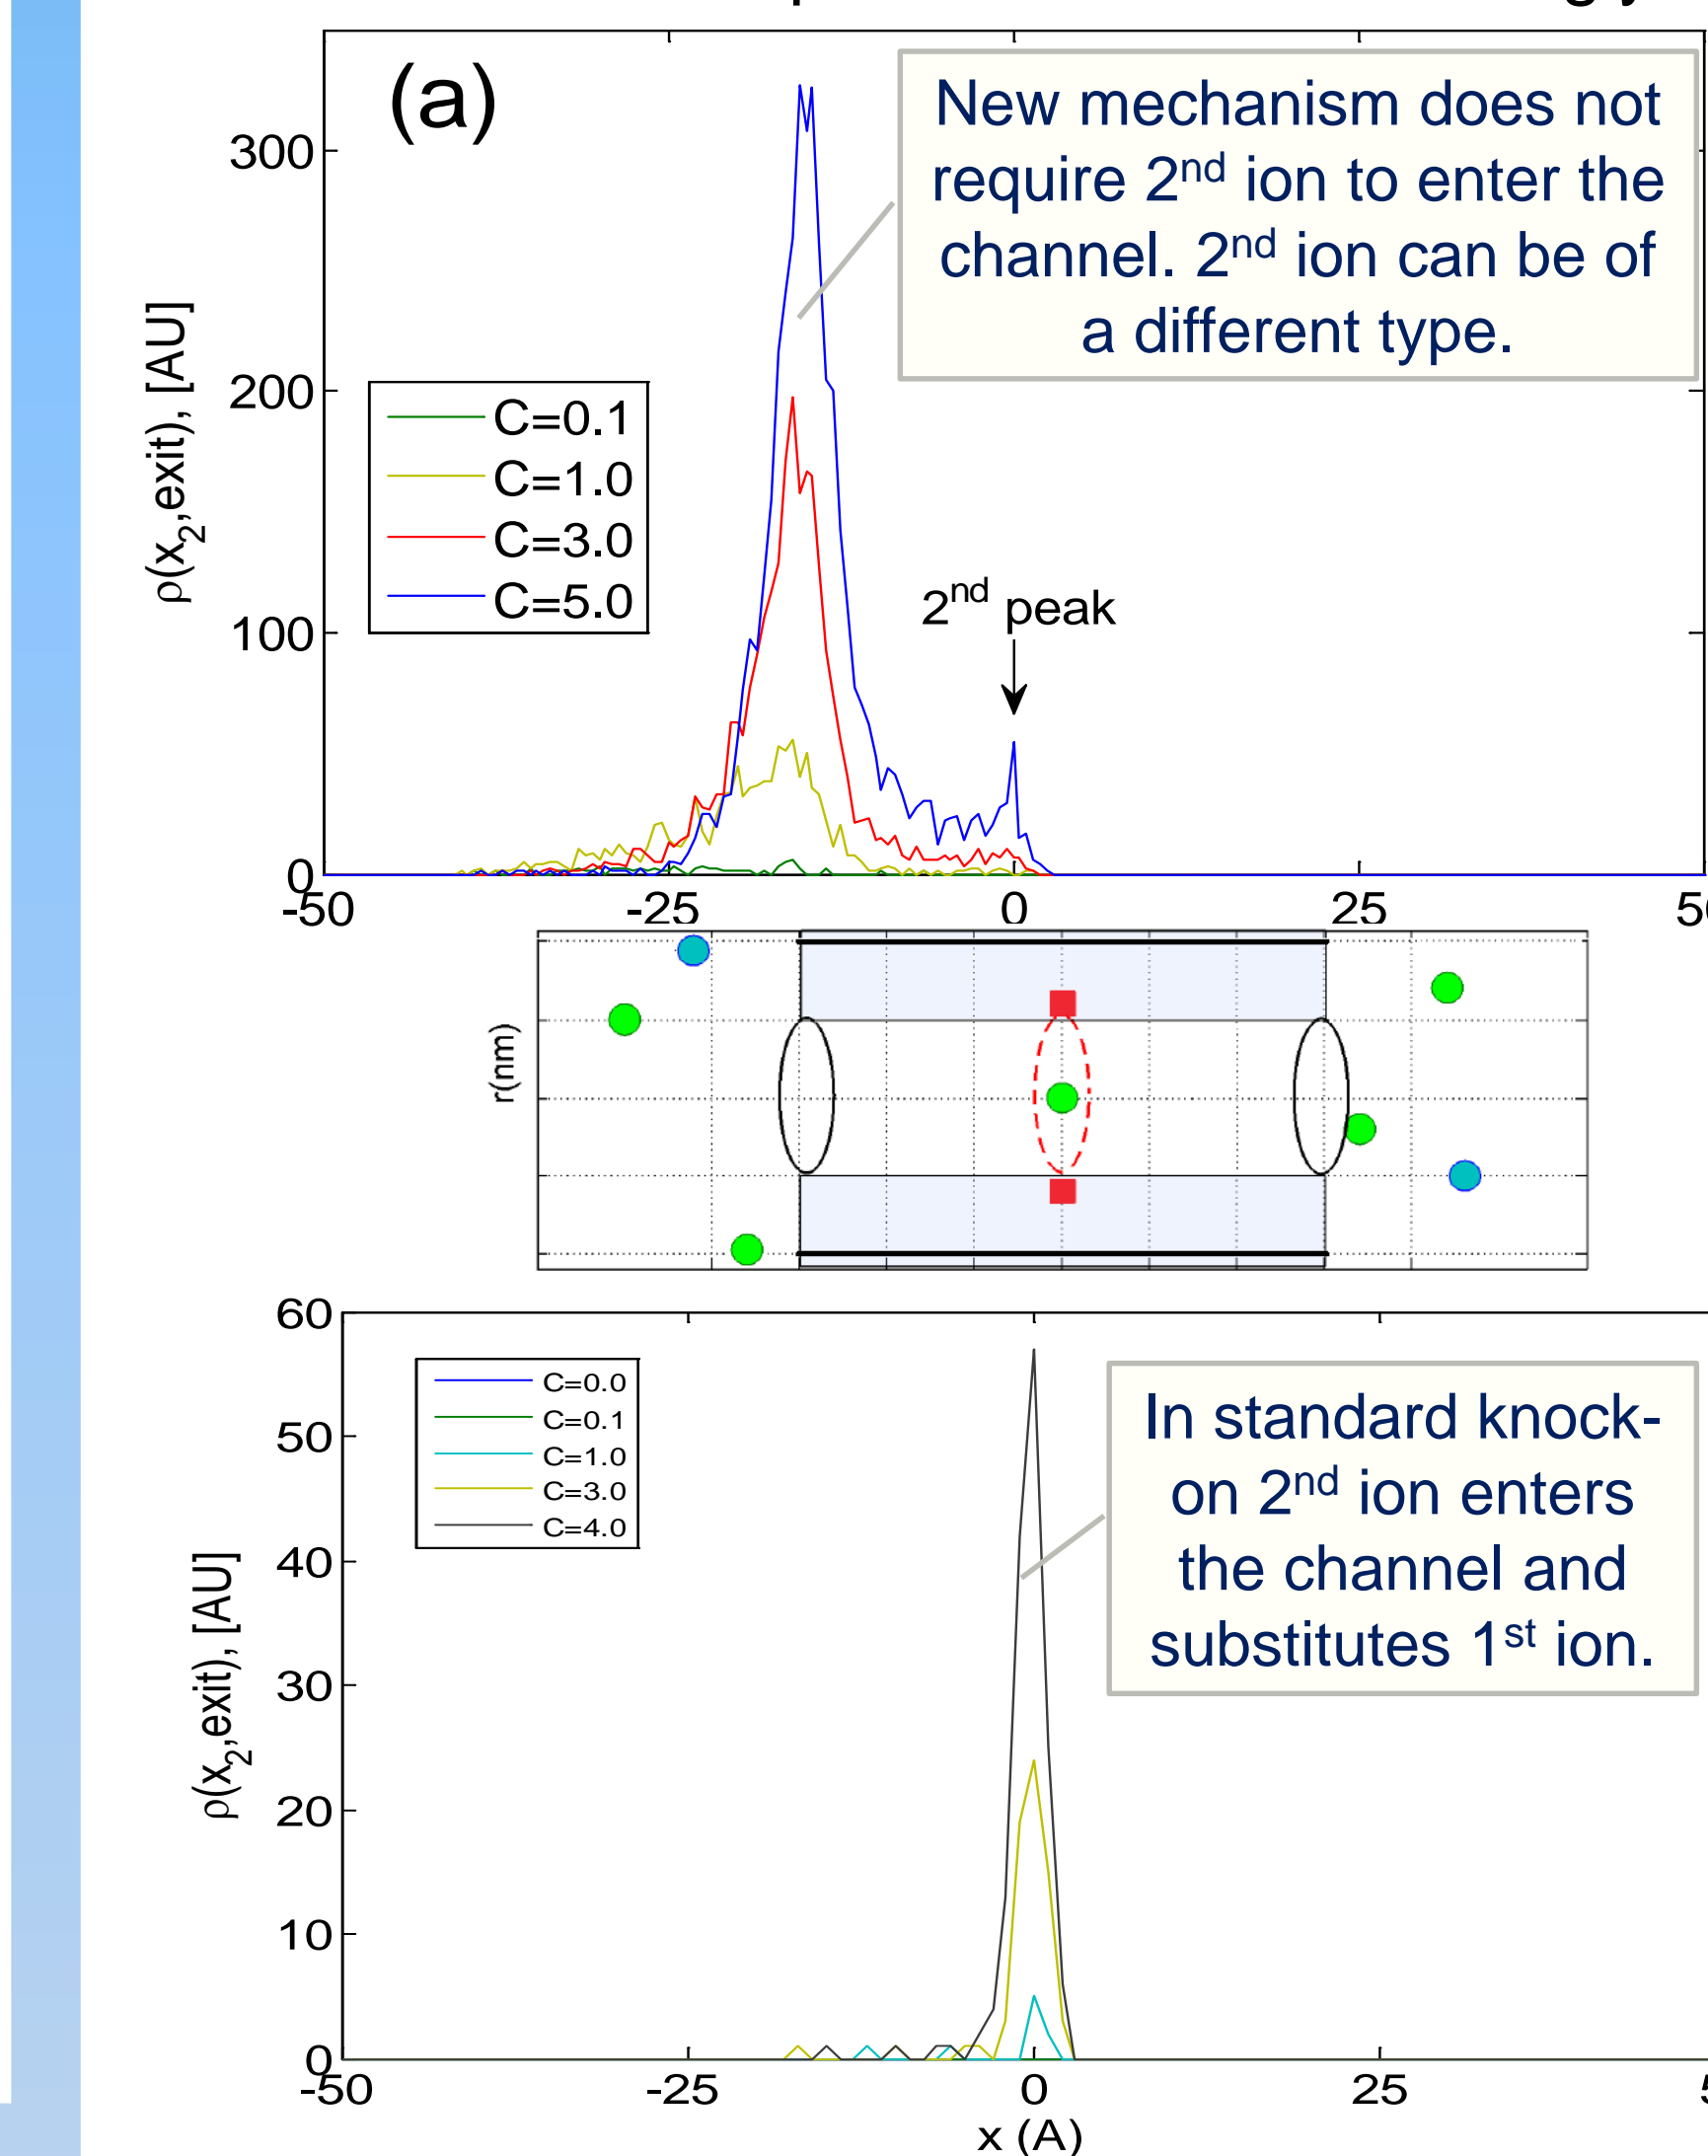 (a)
New mechanism does not
require 2nd ion to enter the
channel. 2nd ion can be of
a different type.
ρ(x2,exit), [AU]
300
200
100
0
C=0.1
C=1.0
C=3.0
C=5.0
2nd peak
-50
-25
0
25
r(nm)
60
50
40
30
20
10
0
C=0.0
C=0.1
C=1.0
C=3.0
C=4.0
In standard knock-
on 2nd ion enters
the channel and
substitutes 1st ion.
ρ(x2,exit), [AU]
-50
-25
0
25
x (A)